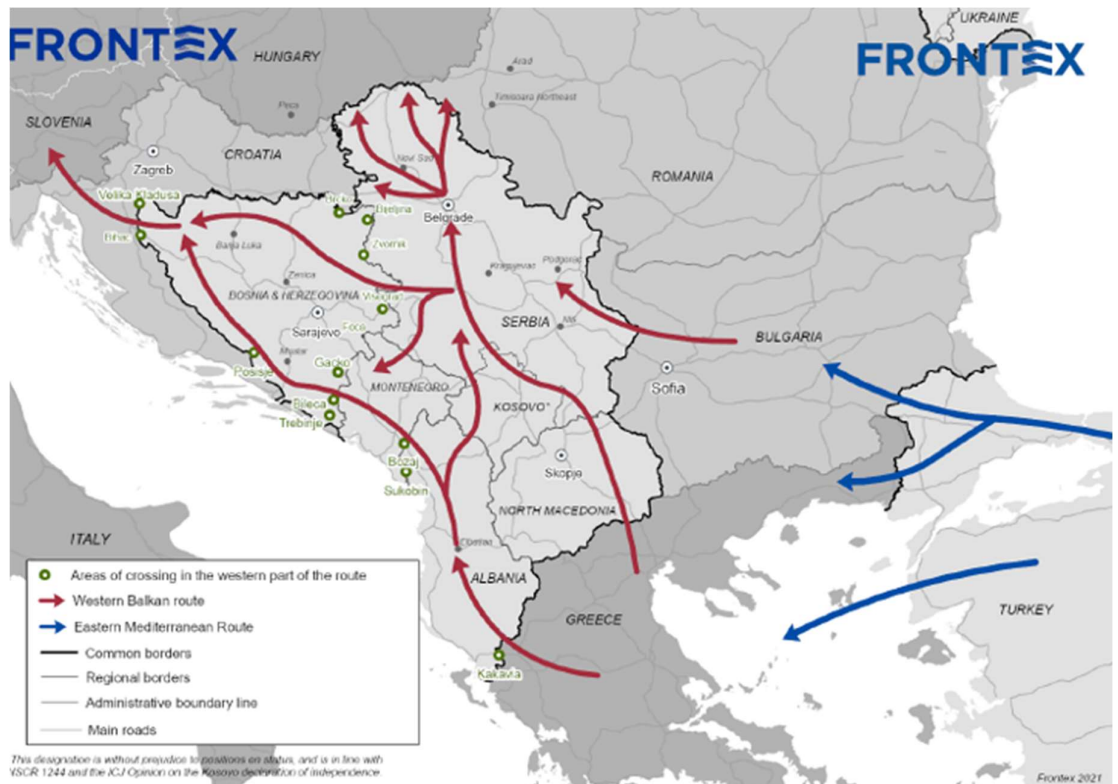 FRONTEX
FRONTEX
UKRAINE
HUNGARY
Arad
Timisoara Northeast
Pecs
SLOVENIA
CROATIA
Zagreb
ROMANIA
Novi Sad
Velika Kladusa
Brcko
Bijeljina
Belgrade
Bihac
Banja Luka
Zvornik
Kragujevac
Podgorac
Zenica
BOSNIA & HERZEGOVINA
Visegrad
Sarajevo
Foca
SERBIA
Nis
BULGARIA
Mostar
Posisje
Gacko
MONTENEGRO
Sofia
Bileca
KOSOVO*
Trebinje
Bozaj
Skopje
Sukobin
NORTH MACEDONIA
ITALY
Elbasan
ALBANIA
GREECE
TURKEY
Kakavia
Areas of crossing in the western part of the route
Western Balkan route
Eastern Mediterranean Route
Common borders
Regional borders
Administrative boundary line
Main roads
This designation is without prejudice to positions on status, and is in line with
VSCR 1244 and the ICJ Opinion on the Kosovo declaration of independence.
Frontex 2021